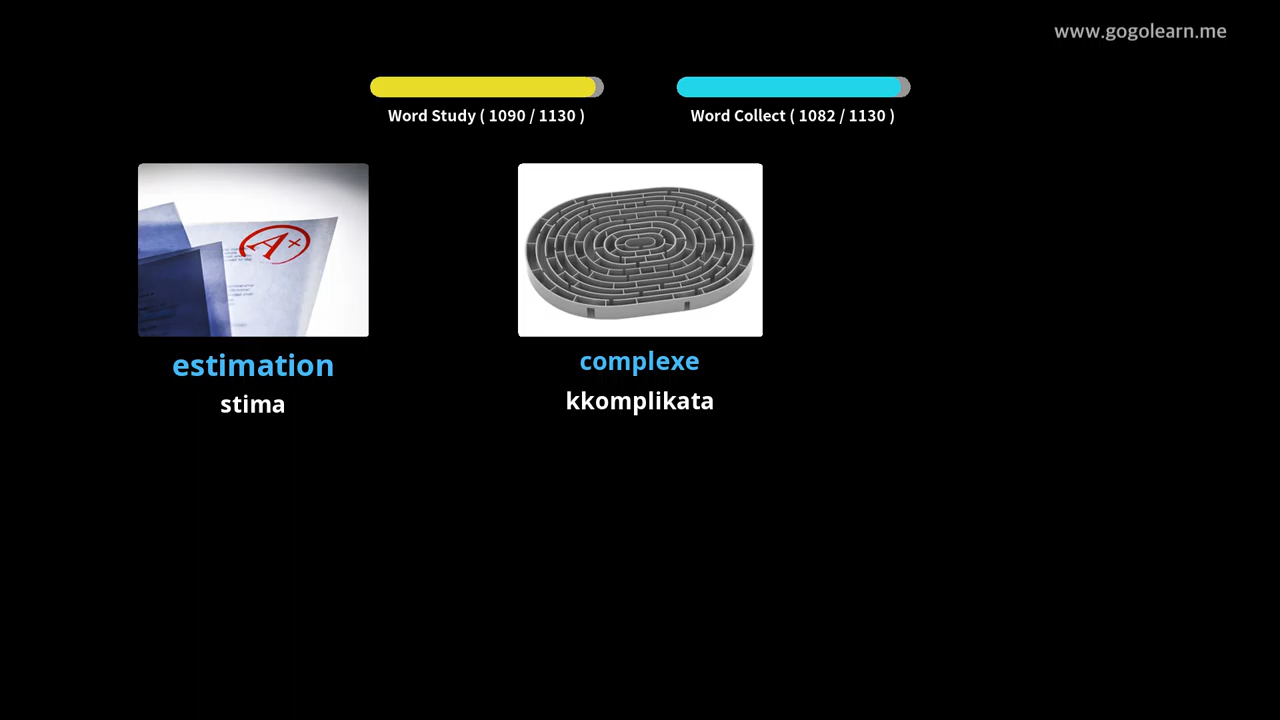 www.gogolearn.me
Word Study ( 1090 / 1130 )
Word Collect ( 1082 / 1130 )
A+
estimation
stima
complexe
kkomplikata